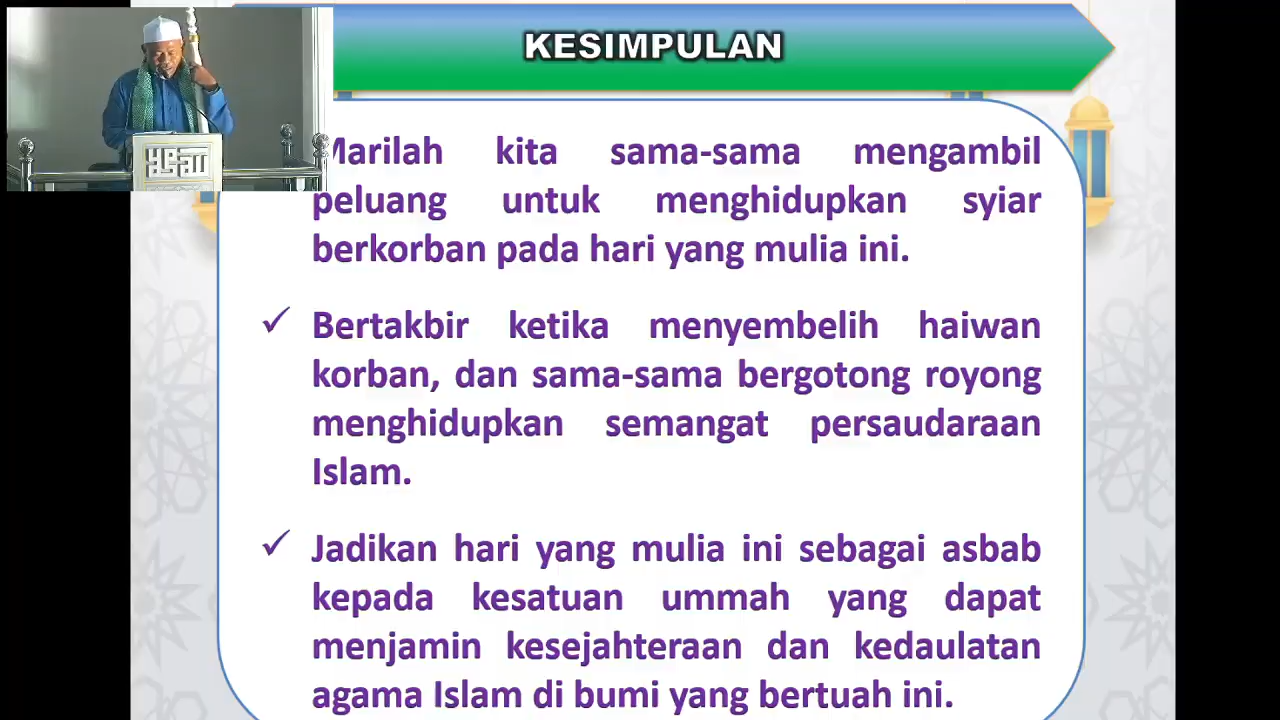 KESIMPULAN
Marilah kita sama-sama mengambil
peluang untuk menghidupkan syiar
berkorban pada hari yang mulia ini.
✓ Bertakbir ketika menyembelih haiwan
korban, dan sama-sama bergotong royong
menghidupkan semangat persaudaraan
Islam.
✓ Jadikan hari yang mulia ini sebagai asbab
kepada kesatuan ummah yang dapat
menjamin kesejahteraan dan kedaulatan
agama Islam di bumi yang bertuah ini.